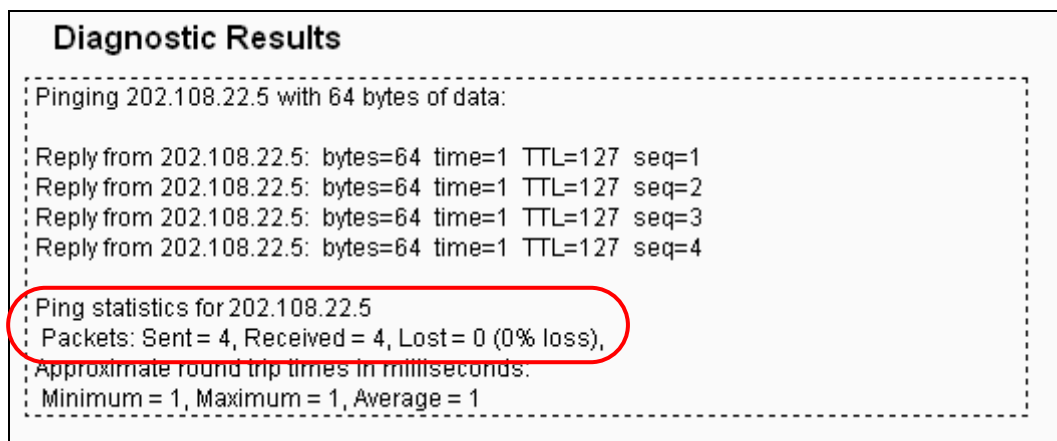 Diagnostic Results
Pinging 202.108.22.5 with 64 bytes of data:
Reply from 202.108.22.5: bytes=64 time=1 TTL=127 seq=1
Reply from 202.108.22.5: bytes=64 time=1 TTL=127 seq=2
Reply from 202.108.22.5: bytes=64 time=1 TTL=127 seq=3
Reply from 202.108.22.5: bytes=64 time=1 TTL=127 seq=4
Ping statistics for 202.108.22.5
Packets: Sent = 4, Received = 4, Lost = 0 (0% loss),
Approximate round trip times in milliseconds:
Minimum = 1, Maximum = 1, Average = 1